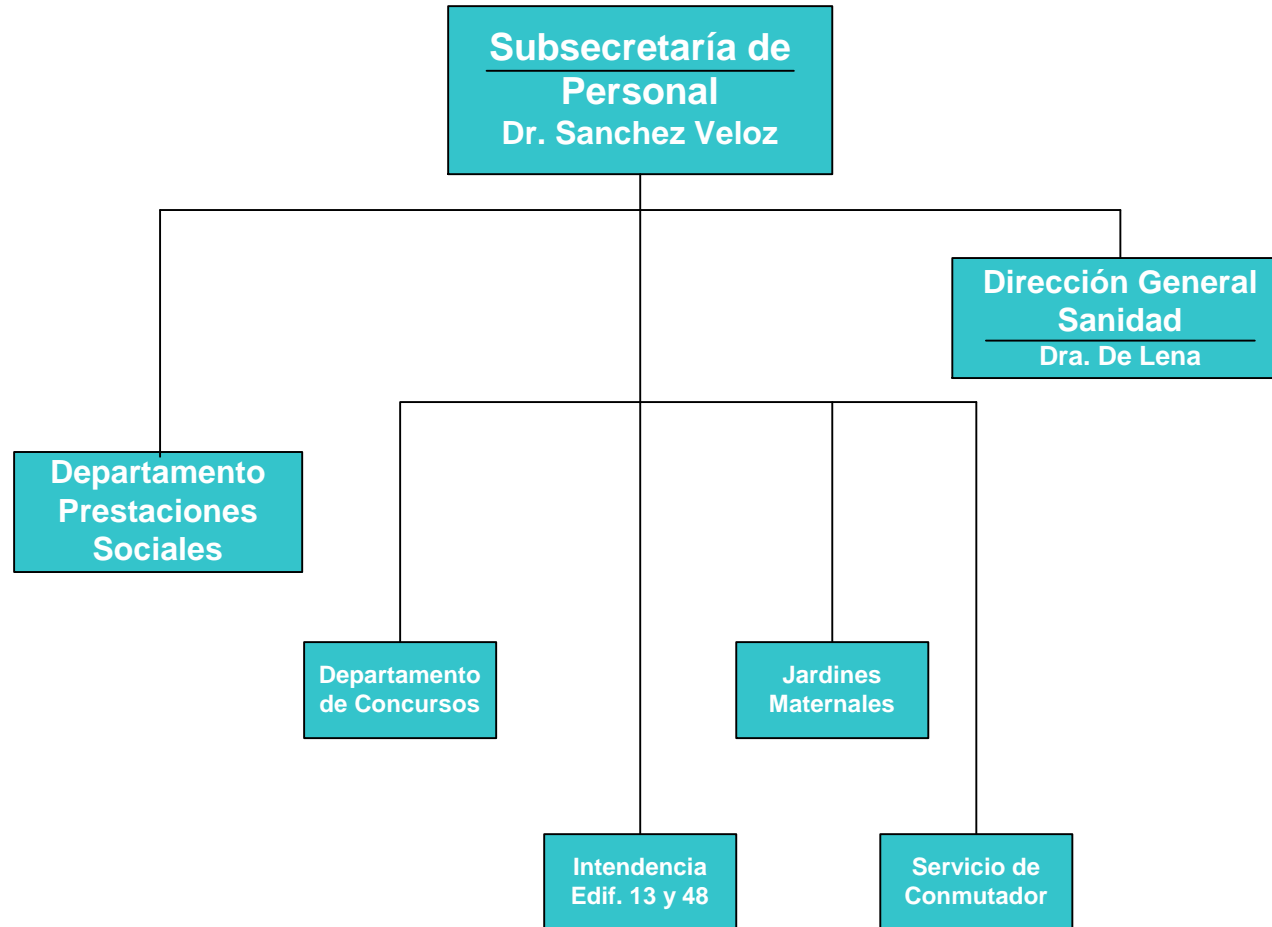 Subsecretaría de
Personal
Dr. Sanchez Veloz
Dirección General
Sanidad
Dra. De Lena
Departamento
Prestaciones
Sociales
Departamento
de Concursos
Jardines
Maternales
Intendencia
Edif. 13 y 48
Servicio de
Conmutador